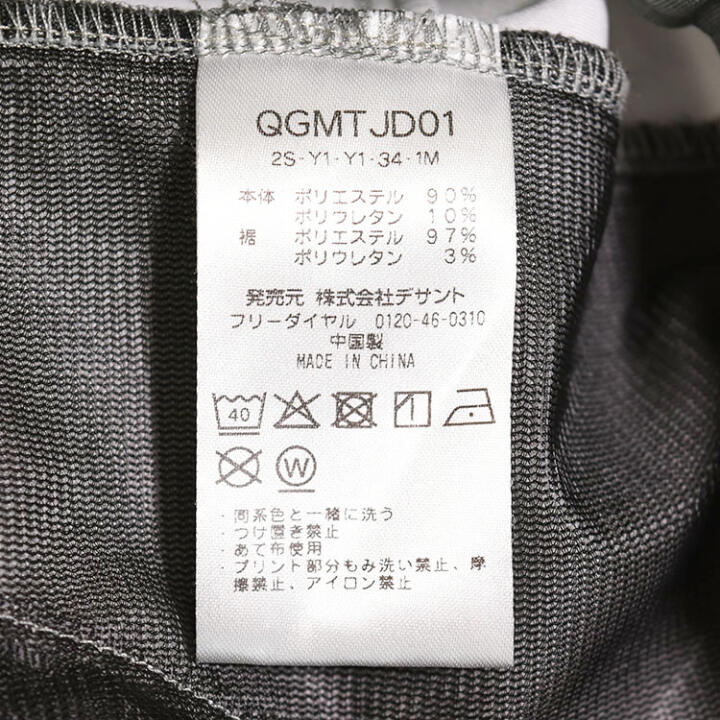 QGMTJD01
2S-Y1-Y1-34-1M
本体 ポリエステル 90%
ポリウレタン 10%
裾 ポリエステル 97%
ポリウレタン 3%
発売元 株式会社デサント
フリーダイヤル 0120-46-0310
中国製
MADE IN CHINA
40
W
・同系色と一緒に洗う
・つけ置き禁止
・あて布使用
・プリント部分もみ洗い禁止、摩
擦禁止、アイロン禁止